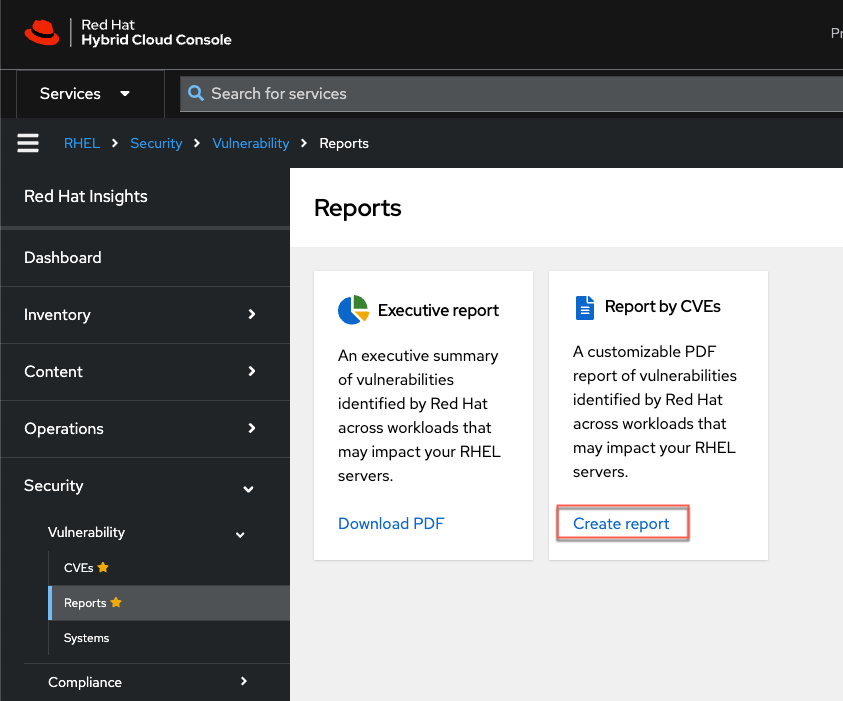 Red Hat
Hybrid Cloud Console
Services
Search for services
RHEL > Security > Vulnerability > Reports
Red Hat Insights
Dashboard
Inventory
Content
Operations
Security
Vulnerability
CVEs
Reports
Systems
Compliance
Reports
Executive report
An executive summary
of vulnerabilities
identified by Red Hat
across workloads that
may impact your RHEL
servers.
Download PDF
Report by CVEs
A customizable PDF
report of vulnerabilities
identified by Red Hat
across workloads that
may impact your RHEL
servers.
Create report